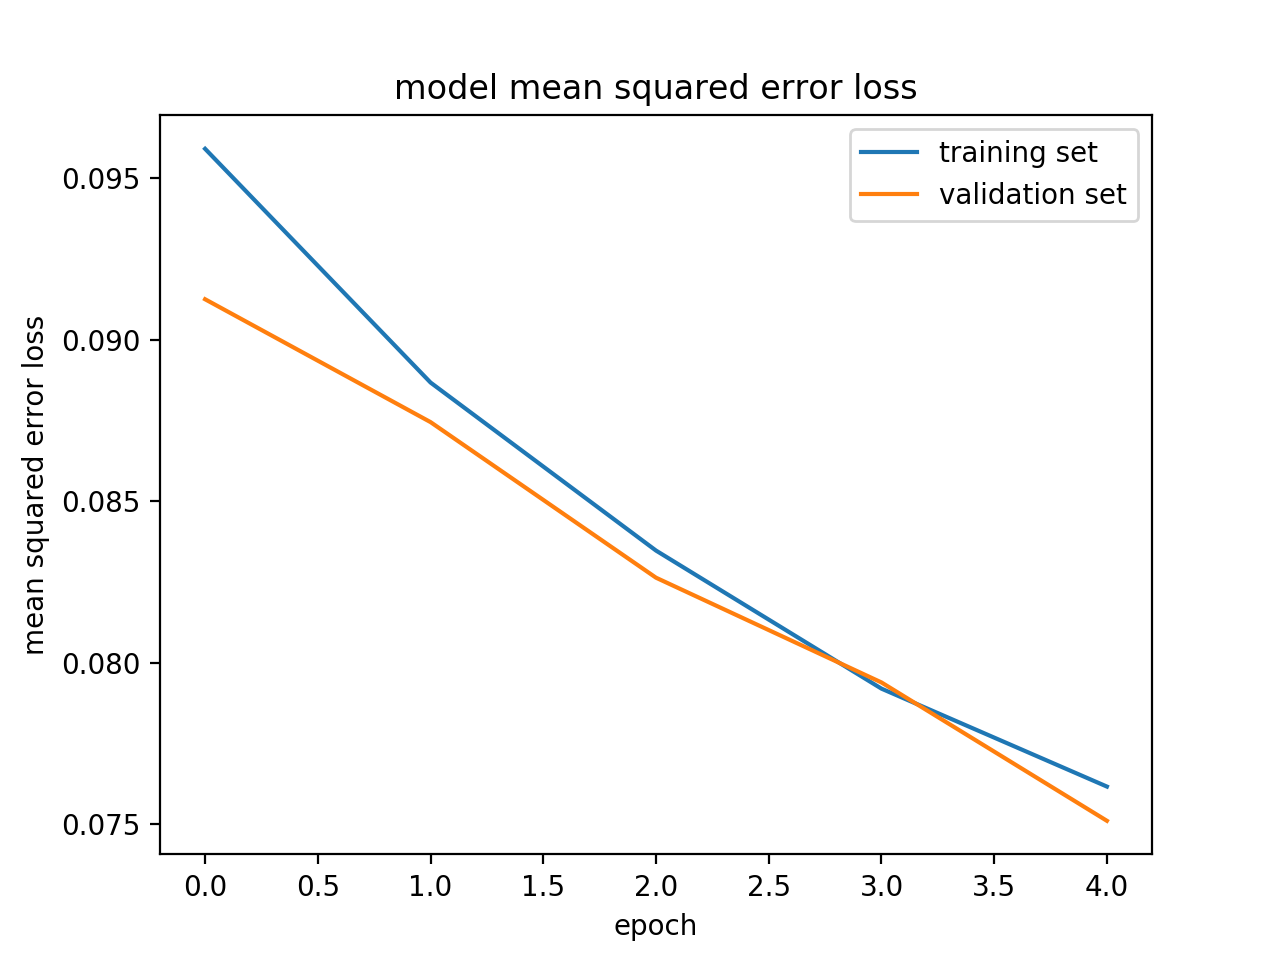 model mean squared error loss
training set
validation set
mean squared error loss
0.095
0.090
0.085
0.080
0.075
0.0 0.5 1.0 1.5 2.0 2.5 3.0 3.5 4.0
epoch